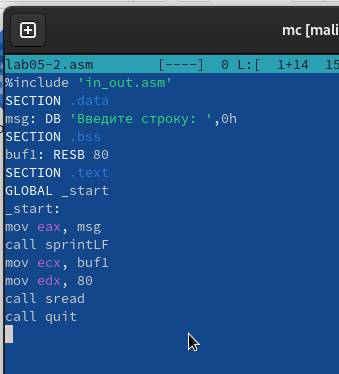 mc [mali
lab05-2.asm [----] 0 L:[ 1+14 15
%include 'in_out.asm'
SECTION .data
msg: DB 'Введите строку: ',0h
SECTION .bss
buf1: RESB 80
SECTION .text
GLOBAL _start
_start:
mov eax, msg
call sprintLF
mov ecx, buf1
mov edx, 80
call sread
call quit